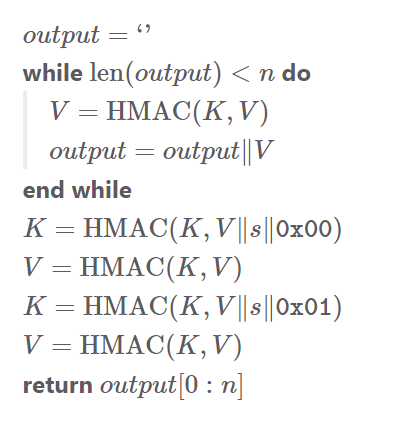 output = ‘’
while len(output) < n do
V = HMAC(K, V)
output = output||V
end while
K = HMAC(K, V||s||0x00)
V = HMAC(K, V)
K = HMAC(K, V||s||0x01)
V = HMAC(K, V)
return output[0 : n]